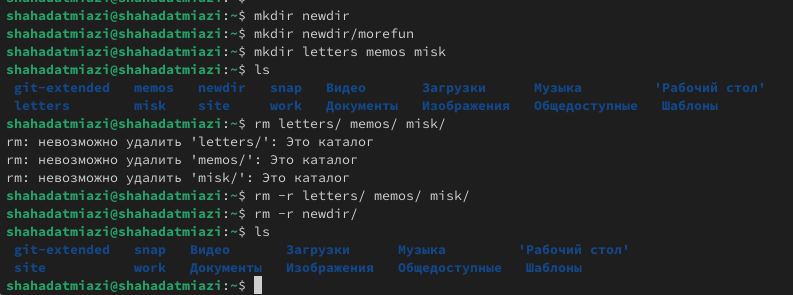 shahadatmiazi@shahadatmiazi:~$ mkdir newdir
shahadatmiazi@shahadatmiazi:~$ mkdir newdir/morefun
shahadatmiazi@shahadatmiazi:~$ mkdir letters memos misk
shahadatmiazi@shahadatmiazi:~$ ls
git-extended memos newdir snap Видео Загрузки Музыка 'Рабочий стол'
letters misk site work Документы Изображения Общедоступные Шаблоны
shahadatmiazi@shahadatmiazi:~$ rm letters/ memos/ misk/
rm: невозможно удалить 'letters/': Это каталог
rm: невозможно удалить 'memos/': Это каталог
rm: невозможно удалить 'misk/': Это каталог
shahadatmiazi@shahadatmiazi:~$ rm -r letters/ memos/ misk/
shahadatmiazi@shahadatmiazi:~$ rm -r newdir/
shahadatmiazi@shahadatmiazi:~$ ls
git-extended snap Видео Загрузки Музыка 'Рабочий стол'
site work Документы Изображения Общедоступные Шаблоны
shahadatmiazi@shahadatmiazi:~$